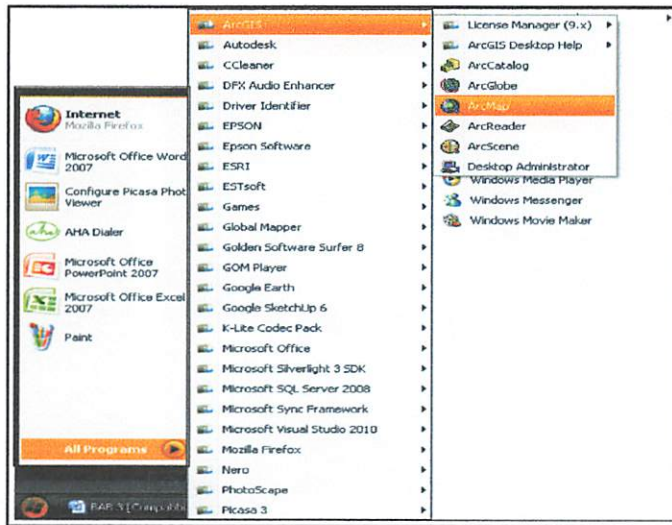 Internet
Mozilla Firefox
Microsoft Office Word
2007
Configure Picasa Phot
Viewer
AHA Dialer
Microsoft Office
PowerPoint 2007
Microsoft Office Excel
2007
Paint
All Programs
BAB 3 [Compatibi
ArcGIS
Autodesk
CCleaner
DFX Audio Enhancer
Driver Identifier
EPSON
Epson Software
ESRI
ESTsoft
Games
Global Mapper
Golden Software Surfer 8
GOM Player
Google Earth
Google SketchUp 6
K-Lite Codec Pack
Microsoft Office
Microsoft Silverlight 3 SDK
Microsoft SQL Server 2008
Microsoft Sync Framework
Microsoft Visual Studio 2010
Mozilla Firefox
Nero
PhotoScape
Picasa 3
License Manager (9.x)
ArcGIS Desktop Help
ArcCatalog
ArcGlobe
ArcMap
ArcReader
ArcScene
Desktop Administrator
Windows Media Player
Windows Messenger
Windows Movie Maker